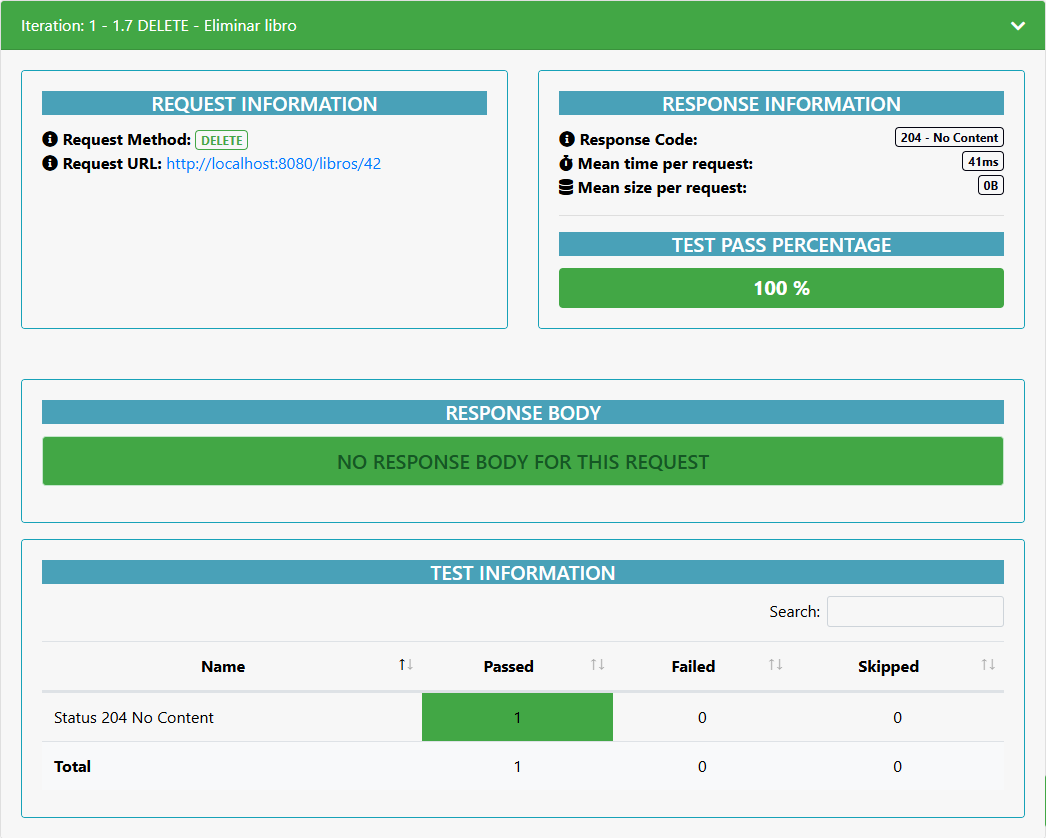 Iteration: 1 - 1.7 DELETE - Eliminar libro
REQUEST INFORMATION
Request Method: DELETE
Request URL: http://localhost:8080/libros/42
RESPONSE INFORMATION
Response Code: 204 - No Content
Mean time per request: 41ms
Mean size per request: 0B
TEST PASS PERCENTAGE
100 %
RESPONSE BODY
NO RESPONSE BODY FOR THIS REQUEST
TEST INFORMATION
Search:
Name Passed Failed Skipped
Status 204 No Content 1 0 0
Total 1 0 0